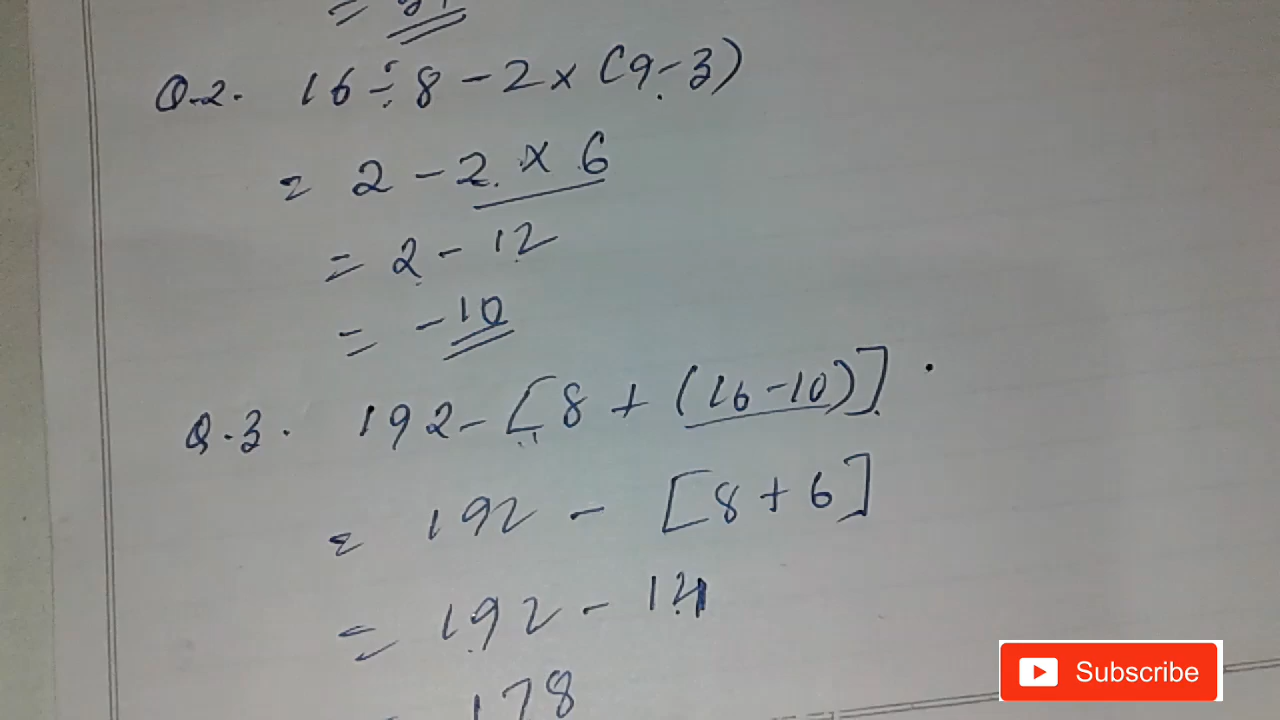 Q.2. 16 ÷ 8 - 2 × (9 - 3)
= 2 - 2 × 6
= 2 - 12
= - 10
Q.3. 192 - [8 + (16 - 10)]
= 192 - [8 + 6]
= 192 - 14
= 178
Subscribe